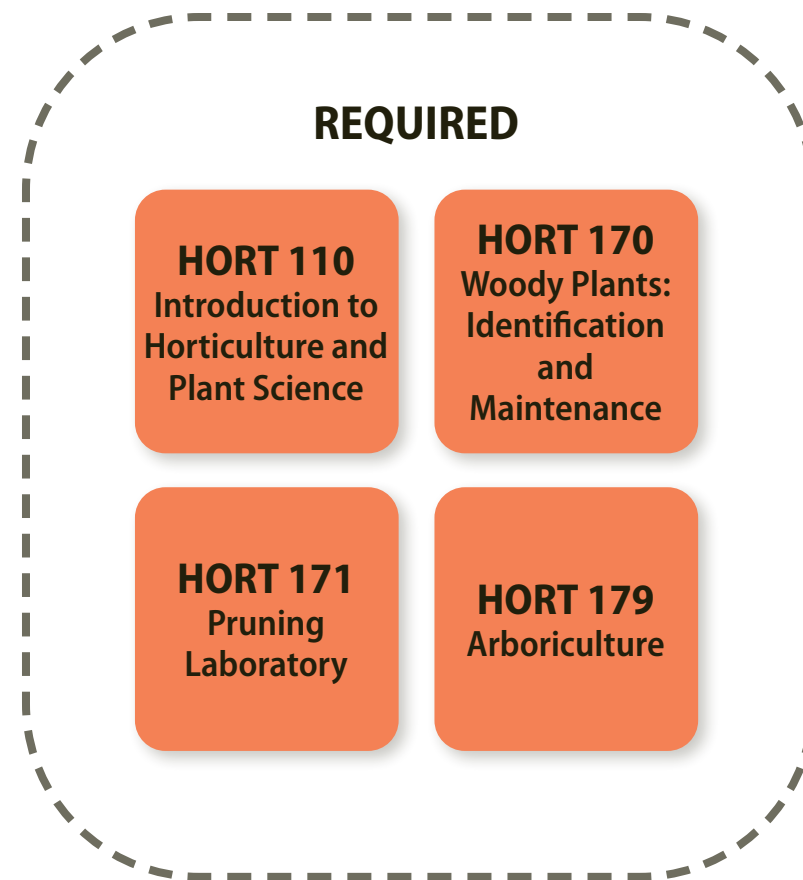 REQUIRED
HORT 110
Introduction to
Horticulture and
Plant Science
HORT 170
Woody Plants:
Identification
and
Maintenance
HORT 171
Pruning
Laboratory
HORT 179
Arboriculture